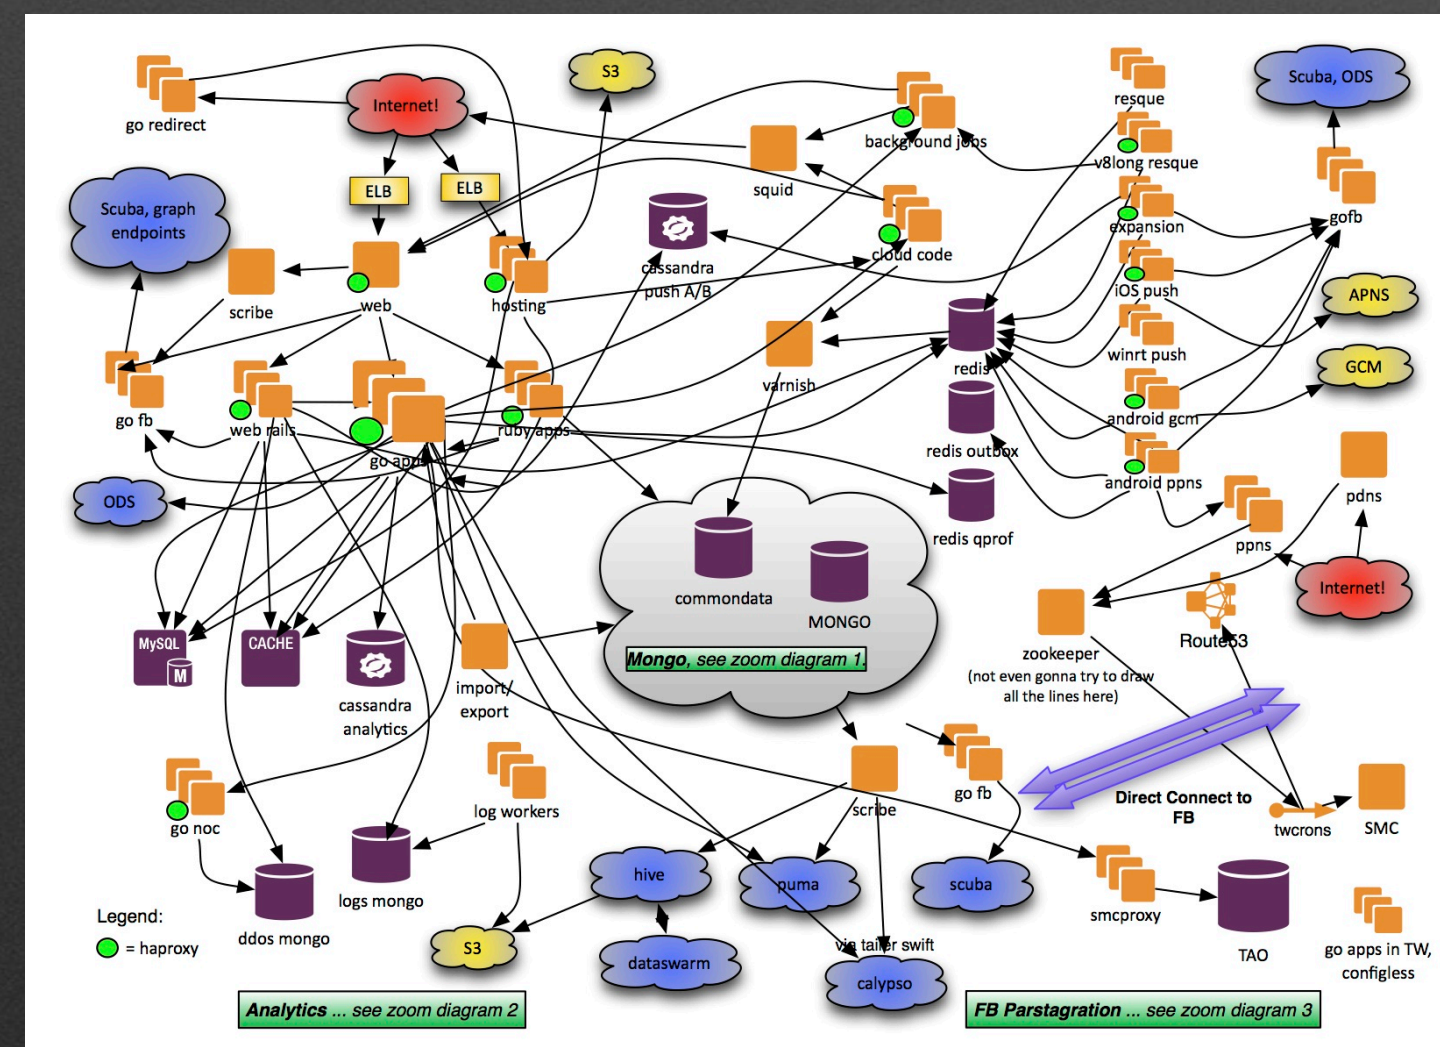 S3
Internet!
go redirect
resque
Scuba, ODS
background jobs
v8long resque
squid
ELB
ELB
Scuba, graph
endpoints
expansion
gofb
cloud code
cassandra
push A/B
iOS push
APNS
scribe
web
hosting
winrt push
varnish
redis
GCM
go fb
web rails
go apps
ruby apps
android gcm
redis outbox
android ppns
pdns
ODS
redis qprof
ppns
commondata
MONGO
Internet!
Route53
MySQL
M
CACHE
Mongo, see zoom diagram 1.
zookeeper
(not even gonna try to draw
all the lines here)
cassandra
analytics
import/
export
go noc
log workers
scribe
go fb
Direct Connect to
FB
twcrons
SMC
hive
puma
scuba
logs mongo
smcproxy
Legend:
= haproxy
ddos mongo
S3
dataswarm
via tailer swift
calypso
TAO
go apps in TW,
configless
Analytics ... see zoom diagram 2
FB Parstagration ... see zoom diagram 3